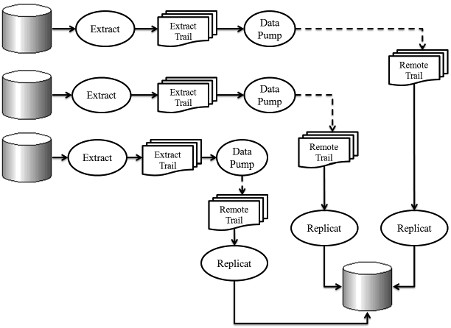 Extract
Extract
Trail
Data
Pump
Remote
Trail
Extract
Extract
Trail
Data
Pump
Remote
Trail
Extract
Extract
Trail
Data
Pump
Remote
Trail
Replicat
Replicat
Replicat